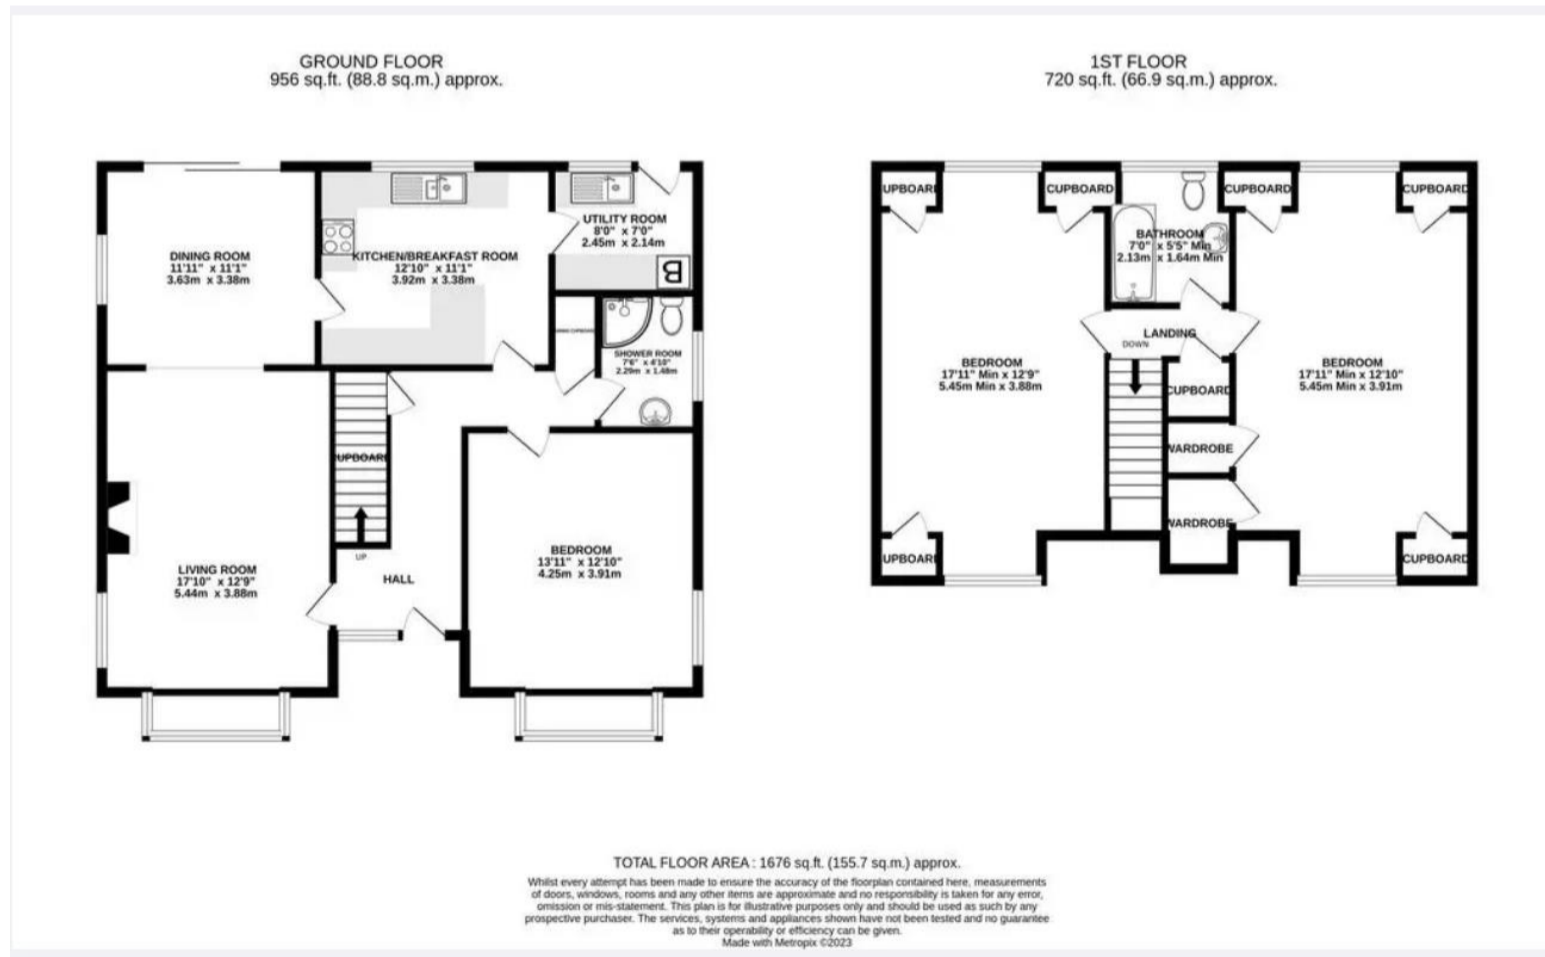 GROUND FLOOR
956 sq.ft. (88.8 sq.m.) approx.
1ST FLOOR
720 sq.ft. (66.9 sq.m.) approx.
DINING ROOM
11'11" x 11'1"
3.63m x 3.38m
KITCHEN/BREAKFAST ROOM
12'10" x 11'1"
3.92m x 3.38m
UTILITY ROOM
8'0" x 7'0"
2.45m x 2.14m
B
SHOWER ROOM
7'6" x 4'10"
2.29m x 1.48m
UPBOARD
UP
HALL
LIVING ROOM
17'10" x 12'9"
5.44m x 3.88m
BEDROOM
13'11" x 12'10"
4.25m x 3.91m
UPBOARD
CUPBOARD
CUPBOARD
CUPBOARD
BATHROOM
7'0" x 5'5" Min
2.13m x 1.64m Min
LANDING
DOWN
BEDROOM
17'11" Min x 12'9"
5.45m Min x 3.88m
BEDROOM
17'11" Min x 12'10"
5.45m Min x 3.91m
CUPBOARD
WARDROBE
WARDROBE
UPBOARD
CUPBOARD
TOTAL FLOOR AREA : 1676 sq.ft. (155.7 sq.m.) approx.
Whilst every attempt has been made to ensure the accuracy of the floorplan contained here, measurements
of doors, windows, rooms and any other items are approximate and no responsibility is taken for any error,
omission or mis-statement. This plan is for illustrative purposes only and should be used as such by any
prospective purchaser. The services, systems and appliances shown have not been tested and no guarantee
as to their operability or efficiency can be given.
Made with Metropix ©2023